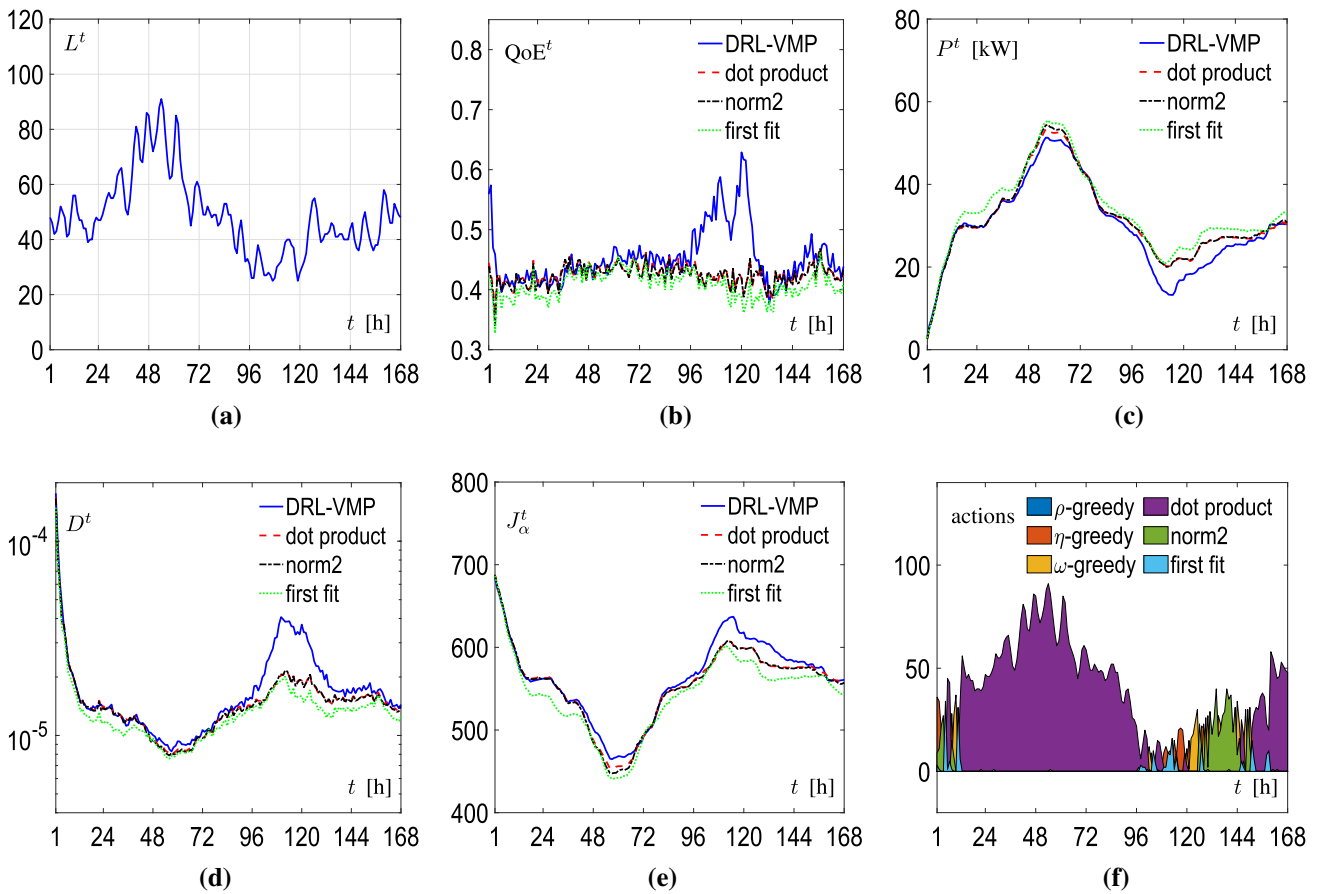 L^t
120
100
80
60
40
20
0
1 24 48 72 96 120 144 168
t [h]
(a)
QoE^t
DRL-VMP
dot product
norm2
first fit
0.8
0.7
0.6
0.5
0.4
0.3
1 24 48 72 96 120 144 168
t [h]
(b)
P^t [kW]
DRL-VMP
dot product
norm2
first fit
80
60
40
20
0
1 24 48 72 96 120 144 168
t [h]
(c)
D^t
DRL-VMP
dot product
norm2
first fit
10^-4
10^-5
1 24 48 72 96 120 144 168
t [h]
(d)
J_α^t
DRL-VMP
dot product
norm2
first fit
800
700
600
500
400
1 24 48 72 96 120 144 168
t [h]
(e)
actions
ρ-greedy
η-greedy
ω-greedy
dot product
norm2
first fit
100
50
0
1 24 48 72 96 120 144 168
t [h]
(f)